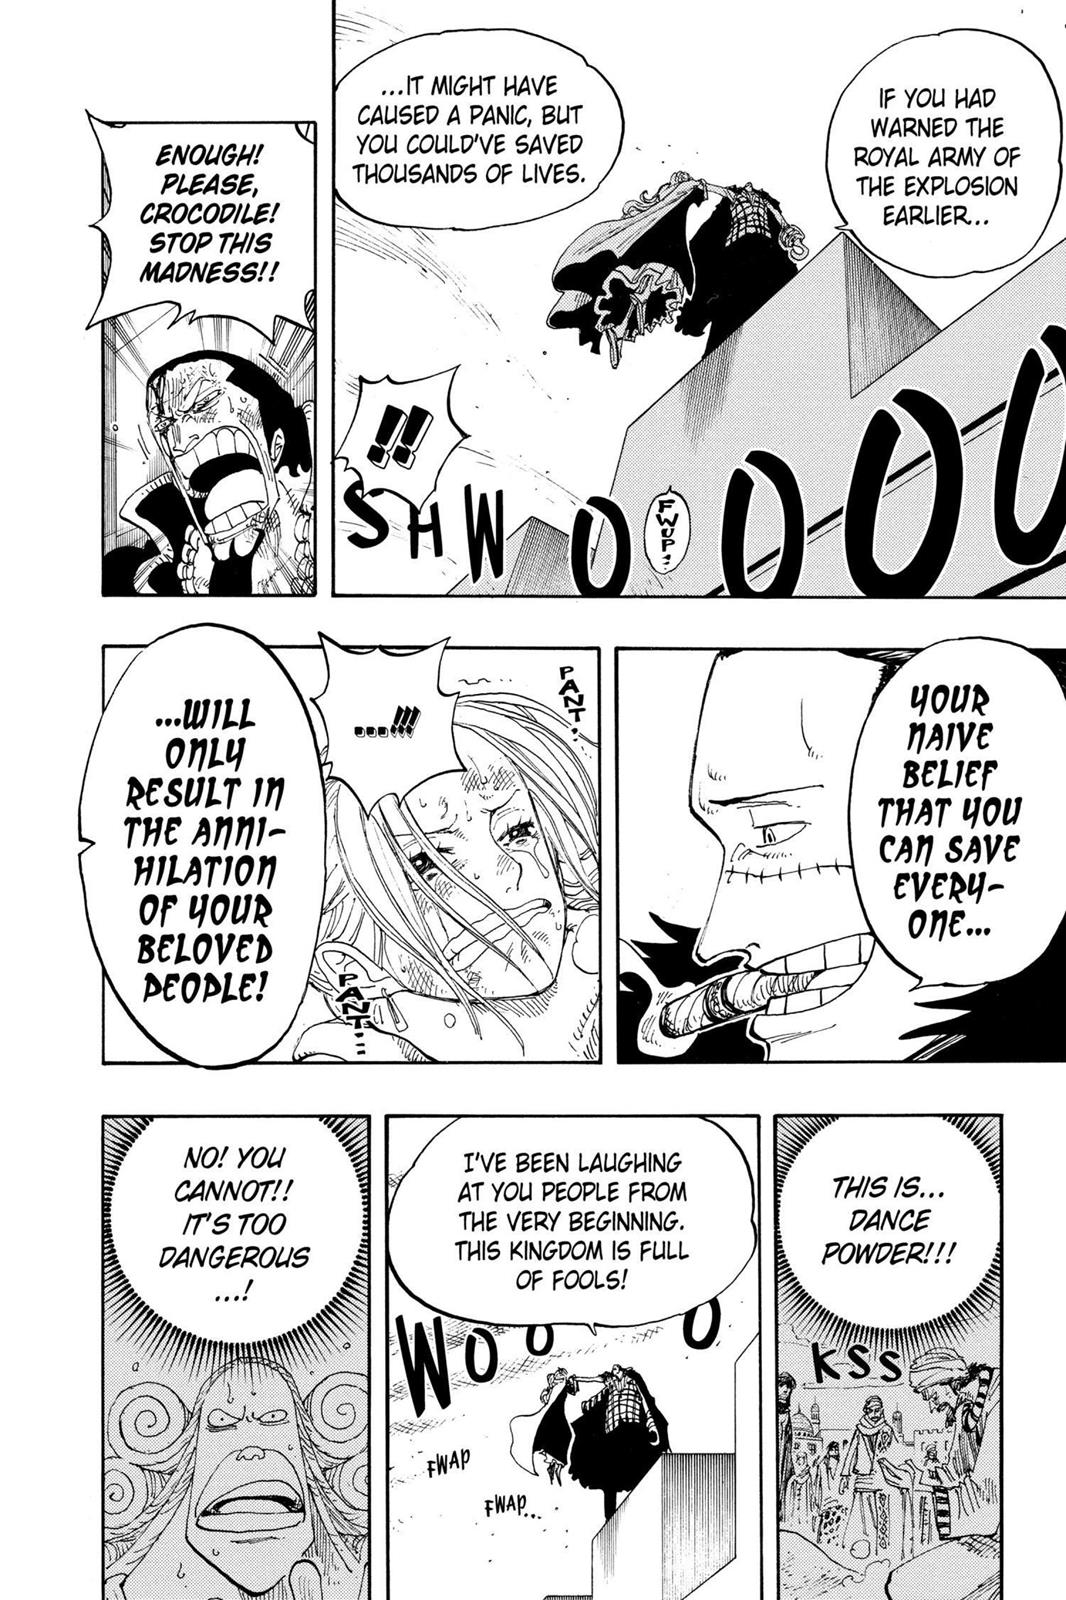 IF YOU HAD
WARNED THE
ROYAL ARMY OF
THE EXPLOSION
EARLIER...
...IT MIGHT HAVE
CAUSED A PANIC, BUT
YOU COULD'VE SAVED
THOUSANDS OF LIVES.
!!
FWUP!
SHWOOOOO
ENOUGH!
PLEASE,
CROCODILE!
STOP THIS
MADNESS!!
YOUR
NAIVE
BELIEF
THAT YOU
CAN SAVE
EVERY-
ONE...
PANT!
...!!!
PANT...
...WILL
ONLY
RESULT IN
THE ANNI-
HILATION
OF YOUR
BELOVED
PEOPLE!
THIS IS...
DANCE
POWDER!!!
KSS
I'VE BEEN LAUGHING
AT YOU PEOPLE FROM
THE VERY BEGINNING.
THIS KINGDOM IS FULL
OF FOOLS!
WOOO
FWAP
FWAP...
NO! YOU
CANNOT!!
IT'S TOO
DANGEROUS
...!